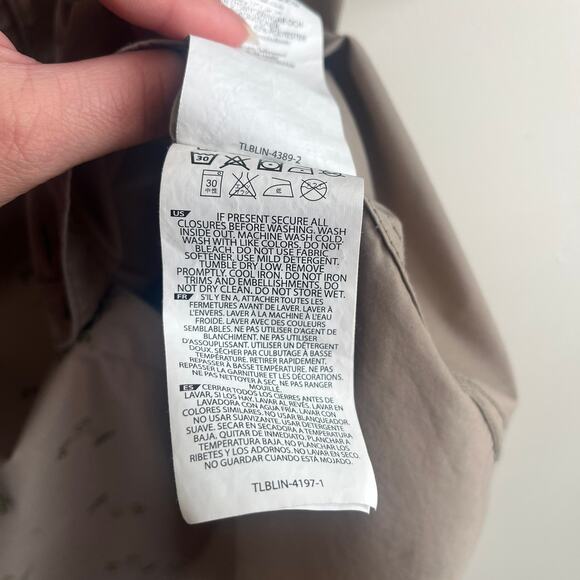 TLBLIN-4389-2
30
30
中性
エンソ
低
US IF PRESENT SECURE ALL
CLOSURES BEFORE WASHING. WASH
INSIDE OUT. MACHINE WASH COLD.
WASH WITH LIKE COLORS. DO NOT
BLEACH. DO NOT USE FABRIC
SOFTENER, USE MILD DETERGENT.
TUMBLE DRY LOW. REMOVE
PROMPTLY. COOL IRON. DO NOT IRON
TRIMS AND EMBELLISHMENTS. DO
NOT DRY CLEAN. DO NOT STORE WET.
FR S'IL Y EN A, ATTACHER TOUTES LES
FERMETURES AVANT DE LAVER. LAVER À
L'ENVERS. LAVER À LA MACHINE À L'EAU
FROIDE. LAVER AVEC DES COULEURS
SEMBLABLES. NE PAS UTILISER D'AGENT DE
BLANCHIMENT. NE PAS UTILISER
D'ASSOUPLISSANT. UTILISER UN DÉTERGENT
DOUX. SÉCHER PAR CULBUTAGE À BASSE
TEMPÉRATURE. RETIRER RAPIDEMENT.
REPASSER À BASSE TEMPÉRATURE. NE PAS
REPASSER LA GARNITURE ET LES DÉCORATIONS.
NE PAS NETTOYER À SEC, NE PAS RANGER
MOUILLÉ.
ES CERRAR TODOS LOS CIERRES ANTES DE
LAVAR, SI LOS HAY. LAVAR AL REVÉS. LAVAR EN
LAVADORA CON AGUA FRÍA. LAVAR CON
COLORES SIMILARES. NO USAR BLANQUEADOR.
NO USAR SUAVIZANTE. USAR DETERGENTE
SUAVE. SECAR EN SECADORA A TEMPERATURA
BAJA. QUITAR DE INMEDIATO. PLANCHAR A
TEMPERATURA BAJA. NO PLANCHAR LOS
RIBETES Y LOS ADORNOS. NO LAVAR EN SECO.
NO GUARDAR CUANDO ESTÁ MOJADO.
TLBLIN-4197-1